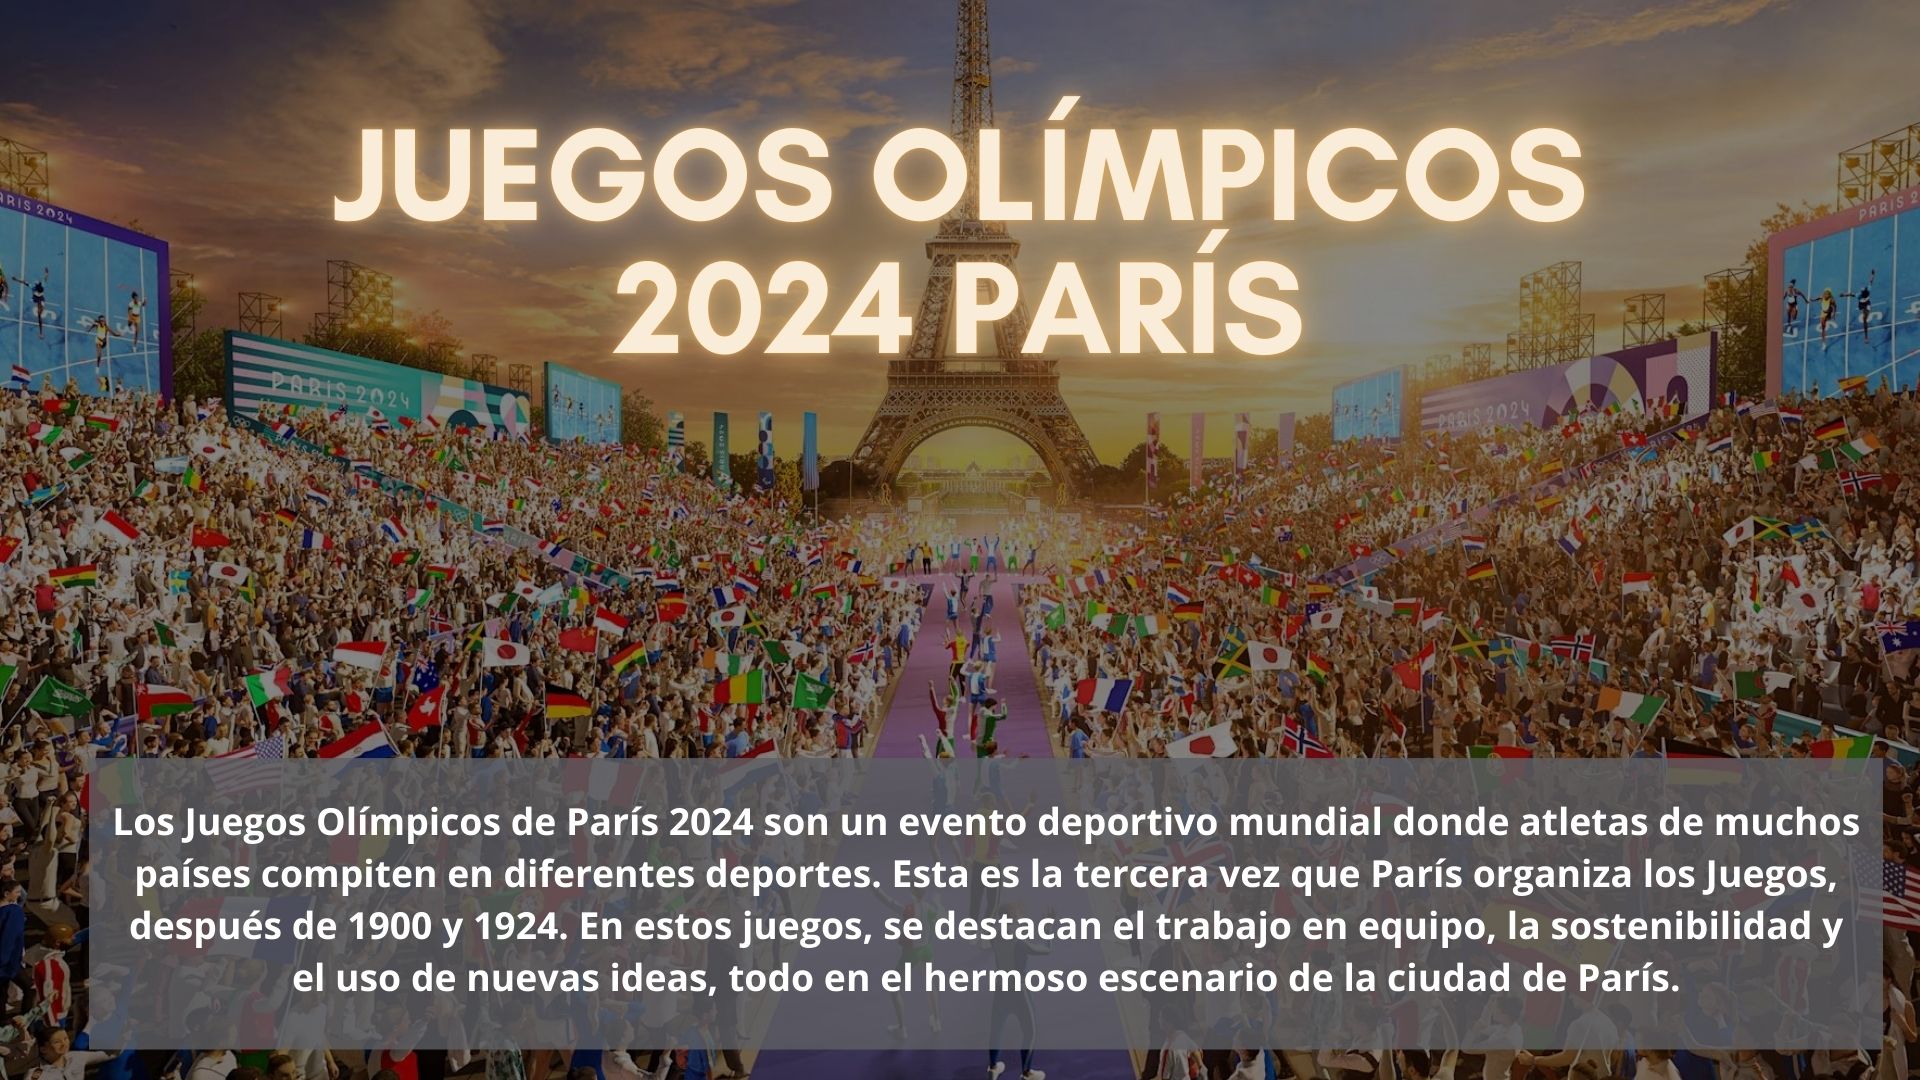 JUEGOS OLÍMPICOS
2024 PARÍS
RIS 2024
PARIS 2
PARIS 2024
PARIS 2024
Los Juegos Olímpicos de París 2024 son un evento deportivo mundial donde atletas de muchos
países compiten en diferentes deportes. Esta es la tercera vez que París organiza los Juegos,
después de 1900 y 1924. En estos juegos, se destacan el trabajo en equipo, la sostenibilidad y
el uso de nuevas ideas, todo en el hermoso escenario de la ciudad de París.